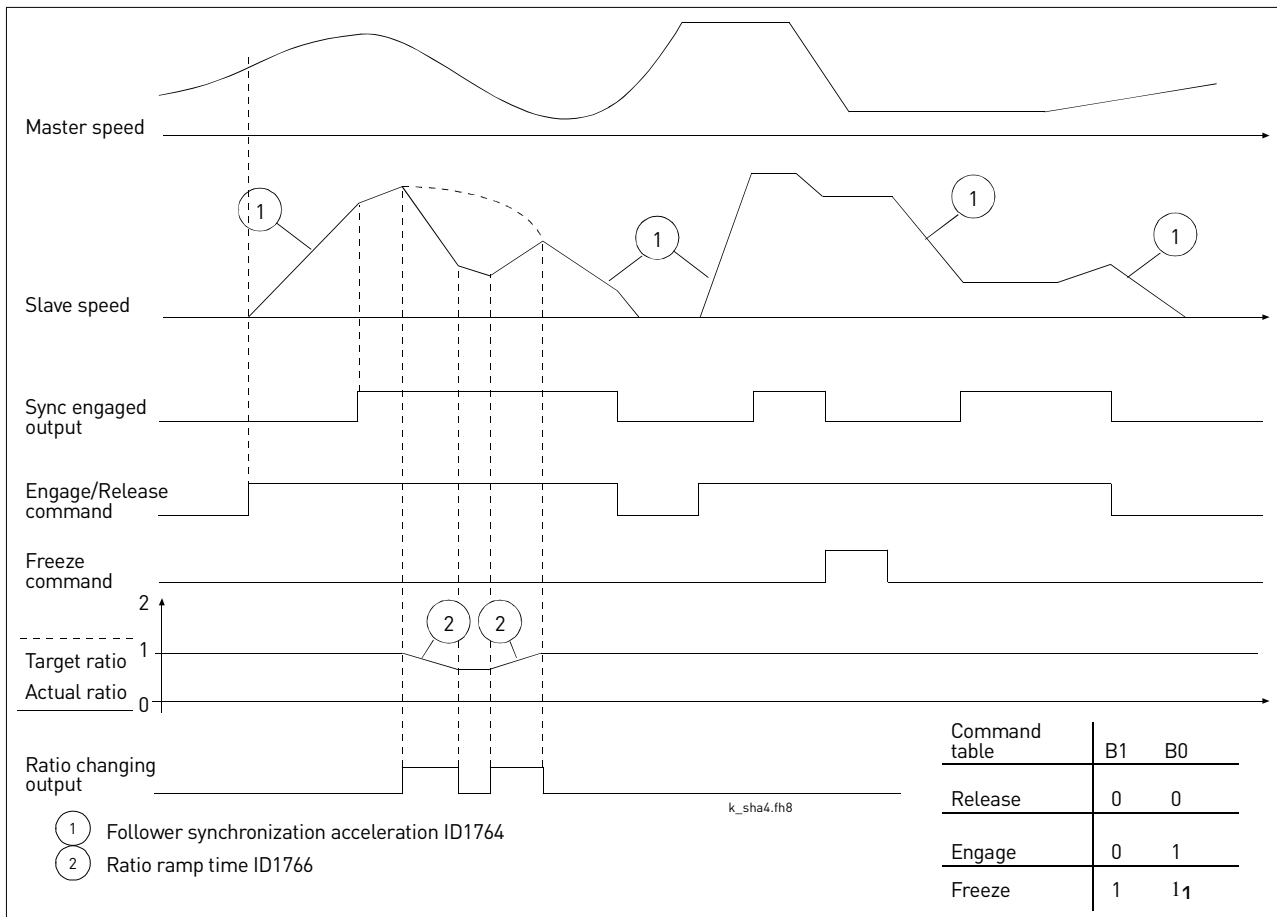 Master speed
1
1
1
1
Slave speed
Sync engaged
output
Engage/Release
command
Freeze
command
2
2
2
Target ratio
1
Actual ratio
0
Ratio changing
output
k_sha4.fh8
1 Follower synchronization acceleration ID1764
2 Ratio ramp time ID1766
Command
table B1 B0
Release 0 0
Engage 0 1
Freeze 1 1 1